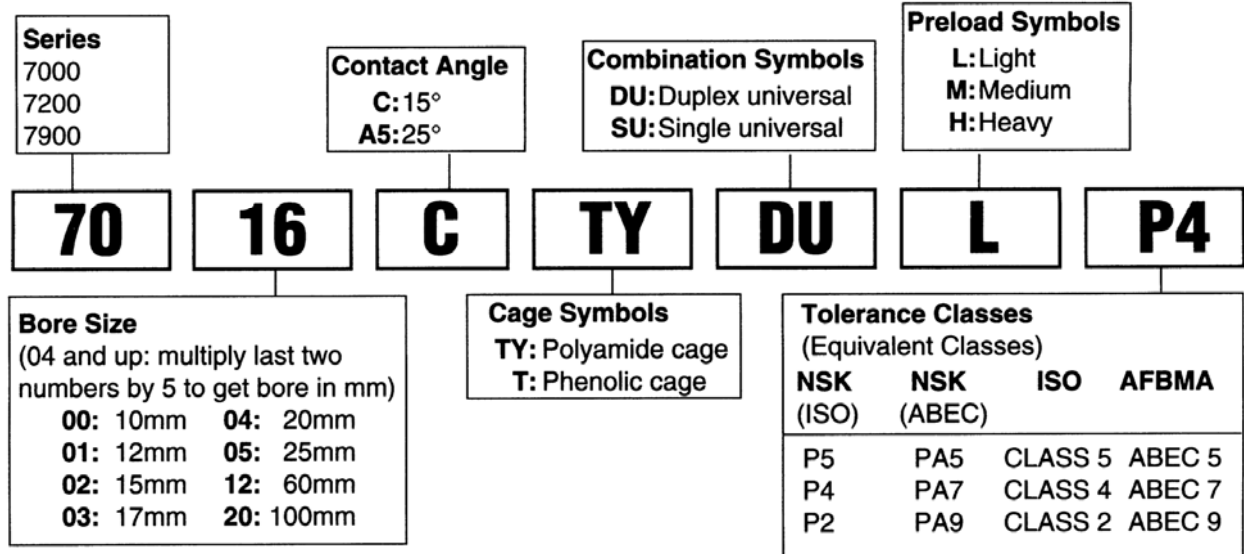 Series
7000
7200
7900
Contact Angle
C: 15°
A5: 25°
Combination Symbols
DU: Duplex universal
SU: Single universal
Preload Symbols
L: Light
M: Medium
H: Heavy
70 16 C TY DU L P4
Bore Size
(04 and up: multiply last two
numbers by 5 to get bore in mm)
00: 10mm 04: 20mm
01: 12mm 05: 25mm
02: 15mm 12: 60mm
03: 17mm 20: 100mm
Cage Symbols
TY: Polyamide cage
T: Phenolic cage
Tolerance Classes
(Equivalent Classes)
NSK NSK ISO AFBMA
(ISO) (ABEC)
P5 PA5 CLASS 5 ABEC 5
P4 PA7 CLASS 4 ABEC 7
P2 PA9 CLASS 2 ABEC 9